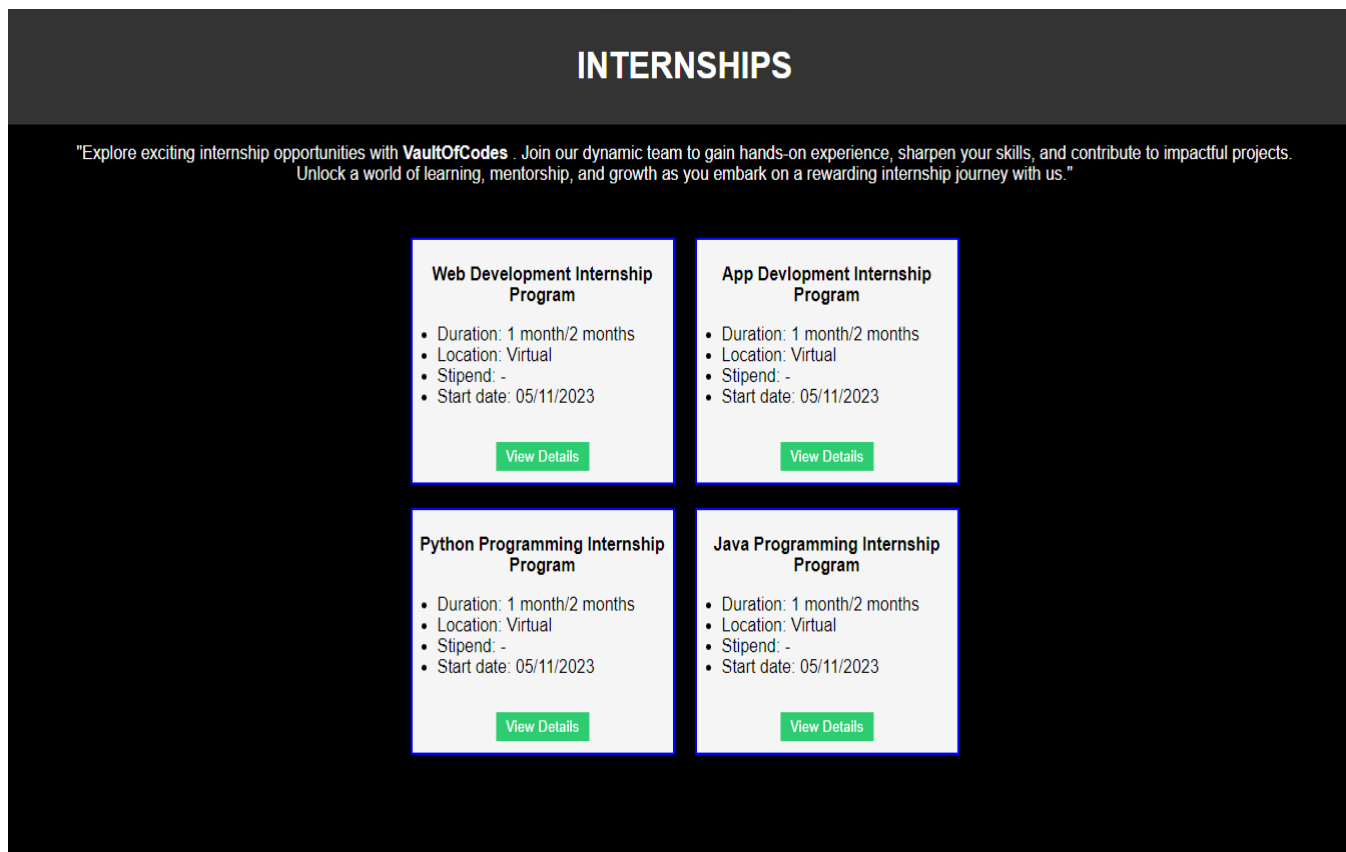 INTERNSHIPS
"Explore exciting internship opportunities with VaultOfCodes . Join our dynamic team to gain hands-on experience, sharpen your skills, and contribute to impactful projects.
Unlock a world of learning, mentorship, and growth as you embark on a rewarding internship journey with us."
Web Development Internship
Program
• Duration: 1 month/2 months
• Location: Virtual
• Stipend: -
• Start date: 05/11/2023
View Details
App Devlopment Internship
Program
• Duration: 1 month/2 months
• Location: Virtual
• Stipend: -
• Start date: 05/11/2023
View Details
Python Programming Internship
Program
• Duration: 1 month/2 months
• Location: Virtual
• Stipend: -
• Start date: 05/11/2023
View Details
Java Programming Internship
Program
• Duration: 1 month/2 months
• Location: Virtual
• Stipend: -
• Start date: 05/11/2023
View Details